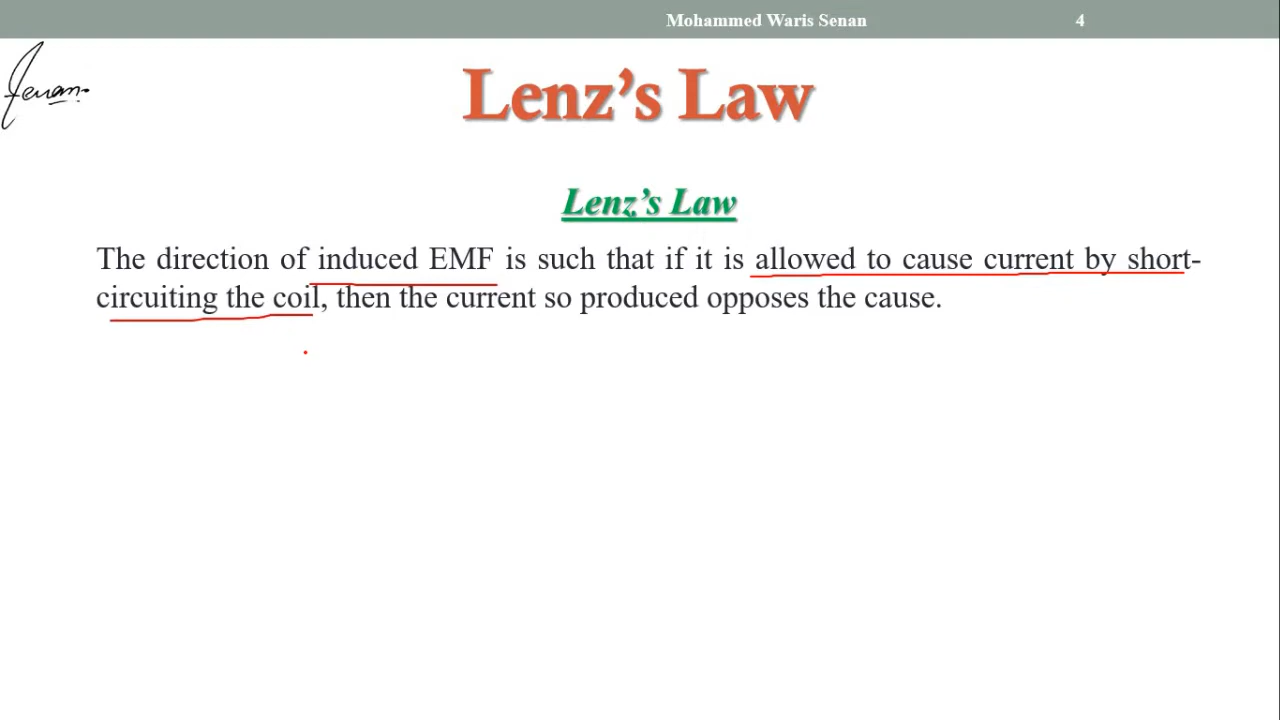 Mohammed Waris Senan 4
Senan
Lenz's Law
Lenz's Law
The direction of induced EMF is such that if it is allowed to cause current by short-
circuiting the coil, then the current so produced opposes the cause.